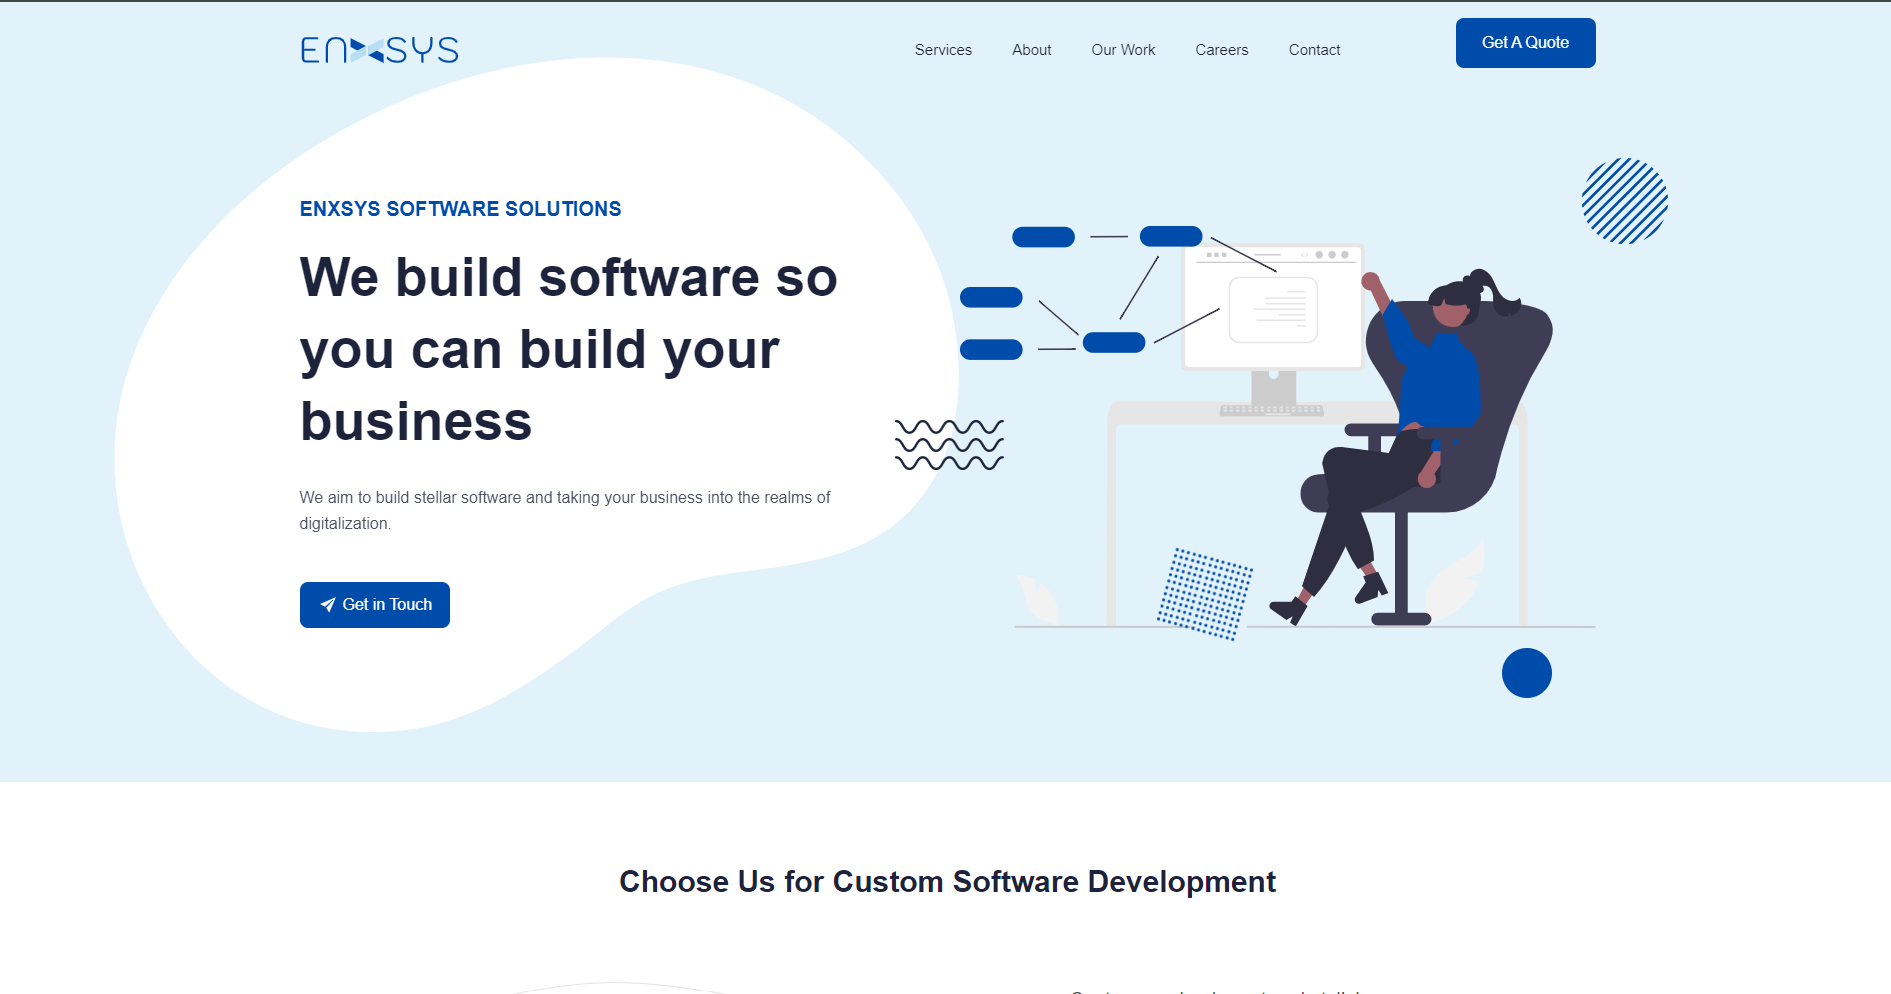 ENXSYS
Services About Our Work Careers Contact
Get A Quote
ENXSYS SOFTWARE SOLUTIONS
We build software so
you can build your
business
We aim to build stellar software and taking your business into the realms of
digitalization.
Get in Touch
Choose Us for Custom Software Development